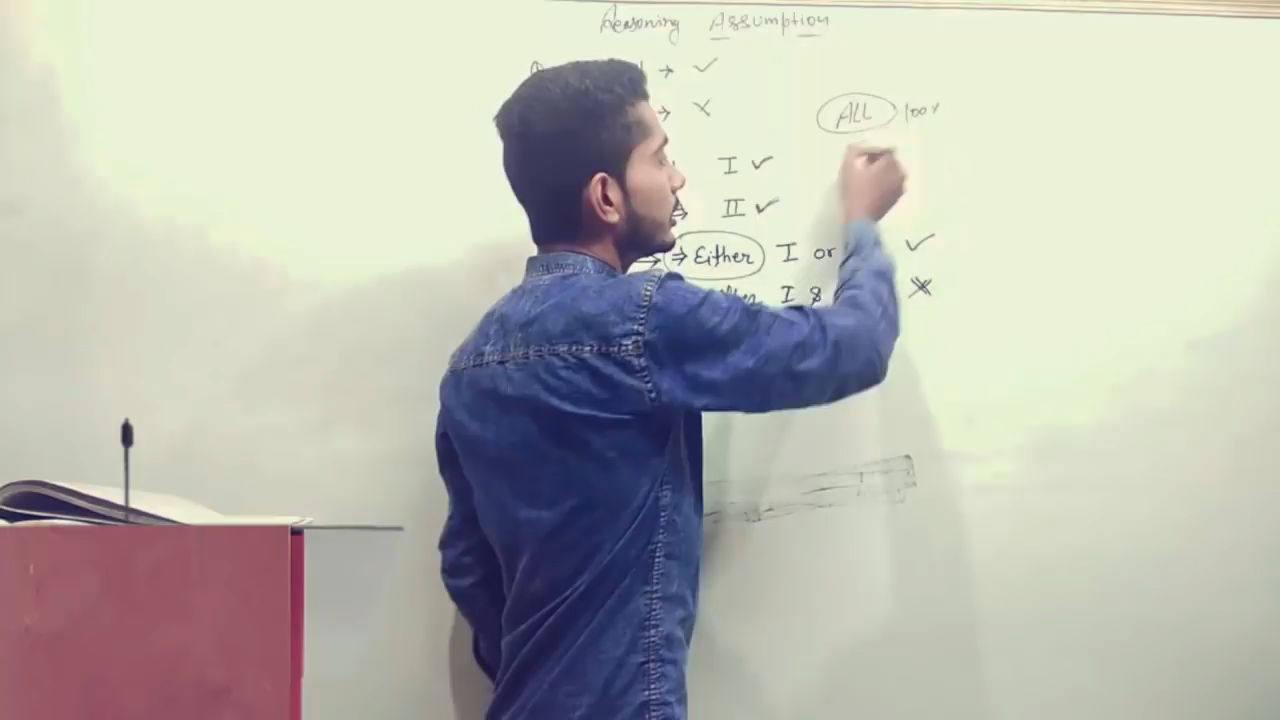 Reasoning Assumption
→ ✓
→ X
ALL 100%
I ✓
II ✓
⇒ Either I or ✓
I &